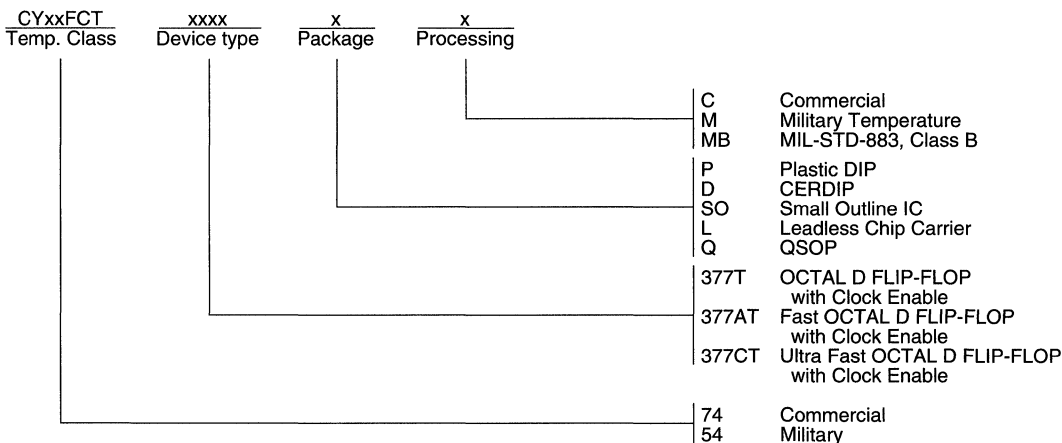 CYxxFCT xxxx x x
Temp. Class Device type Package Processing
C Commercial
M Military Temperature
MB MIL-STD-883, Class B
P Plastic DIP
D CERDIP
SO Small Outline IC
L Leadless Chip Carrier
Q QSOP
377T OCTAL D FLIP-FLOP
with Clock Enable
377AT Fast OCTAL D FLIP-FLOP
with Clock Enable
377CT Ultra Fast OCTAL D FLIP-FLOP
with Clock Enable
74 Commercial
54 Military